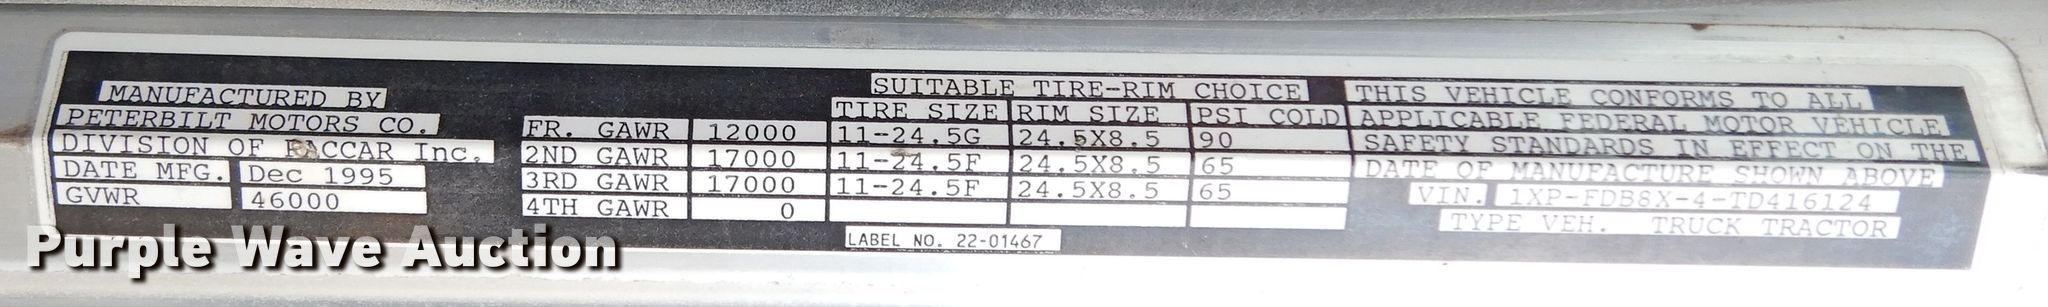 MANUFACTURED BY
PETERBILT MOTORS CO.
DIVISION OF PACCAR Inc.
DATE MFG. Dec 1995
GVWR 46000
SUITABLE TIRE-RIM CHOICE
TIRE SIZE RIM SIZE PSI COLD
FR. GAWR 12000 11-24.5G 24.5X8.5 90
2ND GAWR 17000 11-24.5F 24.5X8.5 65
3RD GAWR 17000 11-24.5F 24.5X8.5 65
4TH GAWR 0
LABEL NO. 22-01467
THIS VEHICLE CONFORMS TO ALL
APPLICABLE FEDERAL MOTOR VEHICLE
SAFETY STANDARDS IN EFFECT ON THE
DATE OF MANUFACTURE SHOWN ABOVE
VIN. 1XP-FDB8X-4-TD416124
TYPE VEH. TRUCK TRACTOR
Purple Wave Auction